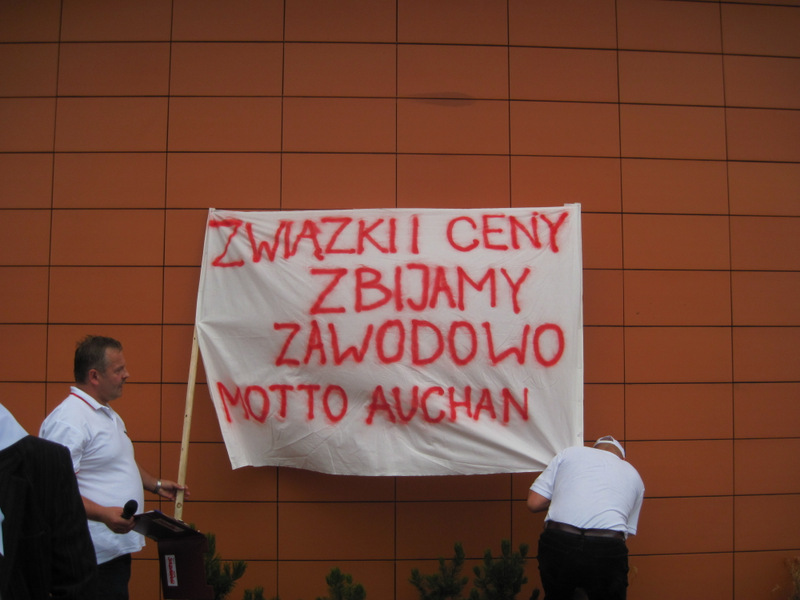 ZWIĄZKI I CENY
ZBIJAMY
ZAWODOWO
MOTTO AUCHAN